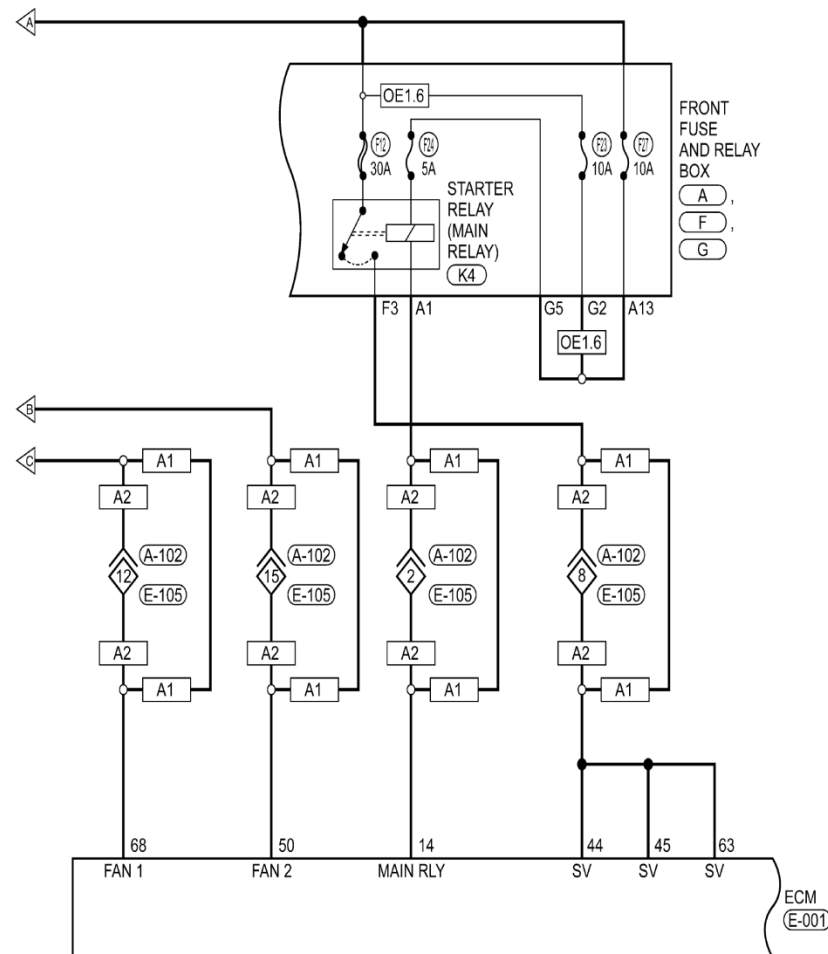 A
OE1.6
F12
30A
F24
5A
F23
10A
F27
10A
FRONT
FUSE
AND RELAY
BOX
A ,
F ,
G
STARTER
RELAY
(MAIN
RELAY)
K4
F3 A1 G5 G2 A13
OE1.6
B
C
A1 A1 A1 A1
A2 A2 A2 A2
A-102 A-102 A-102 A-102
12 15 2 8
E-105 E-105 E-105 E-105
A2 A2 A2 A2
A1 A1 A1 A1
68 50 14 44 45 63
FAN 1 FAN 2 MAIN RLY SV SV SV
ECM
E-001